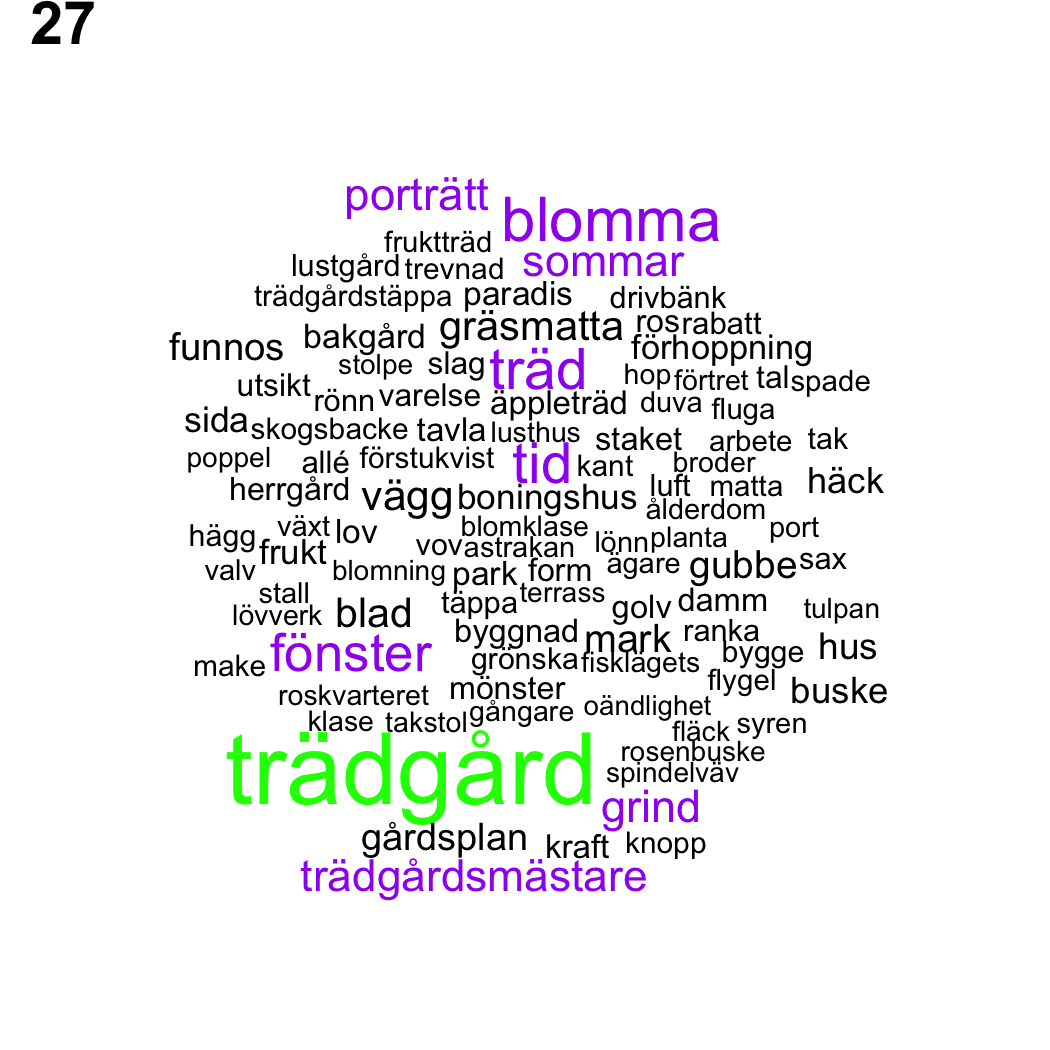 27
porträtt blomma
fruktträd sommar
lustgård trevnad
trädgårdstäppa paradis drivbänk
bakgård gräsmatta ros rabatt
funnos förhoppning
stolpe slag träd hop förtret tal spade
utsikt rönn varelse äppleträd duva fluga
sida skogsbacke tavla lusthus staket arbete tak
poppel allé förstukvist tid kant broder
herrgård vägg boningshus luft matta häck
ålderdom
hägg växt lov blomklase port
frukt vov astrakan lönn planta
valv blomning park form ägare gubbe sax
stall täppa terrass
lövverk blad golv damm tulpan
byggnad mark ranka
make fönster grönska fisklägets bygge hus
roskvarteret mönster flygel buske
klase takstol gångare oändlighet
fläck syren
trädgård rosenbuske
spindelväv
grind
gårdsplan kraft knopp
trädgårdsmästare